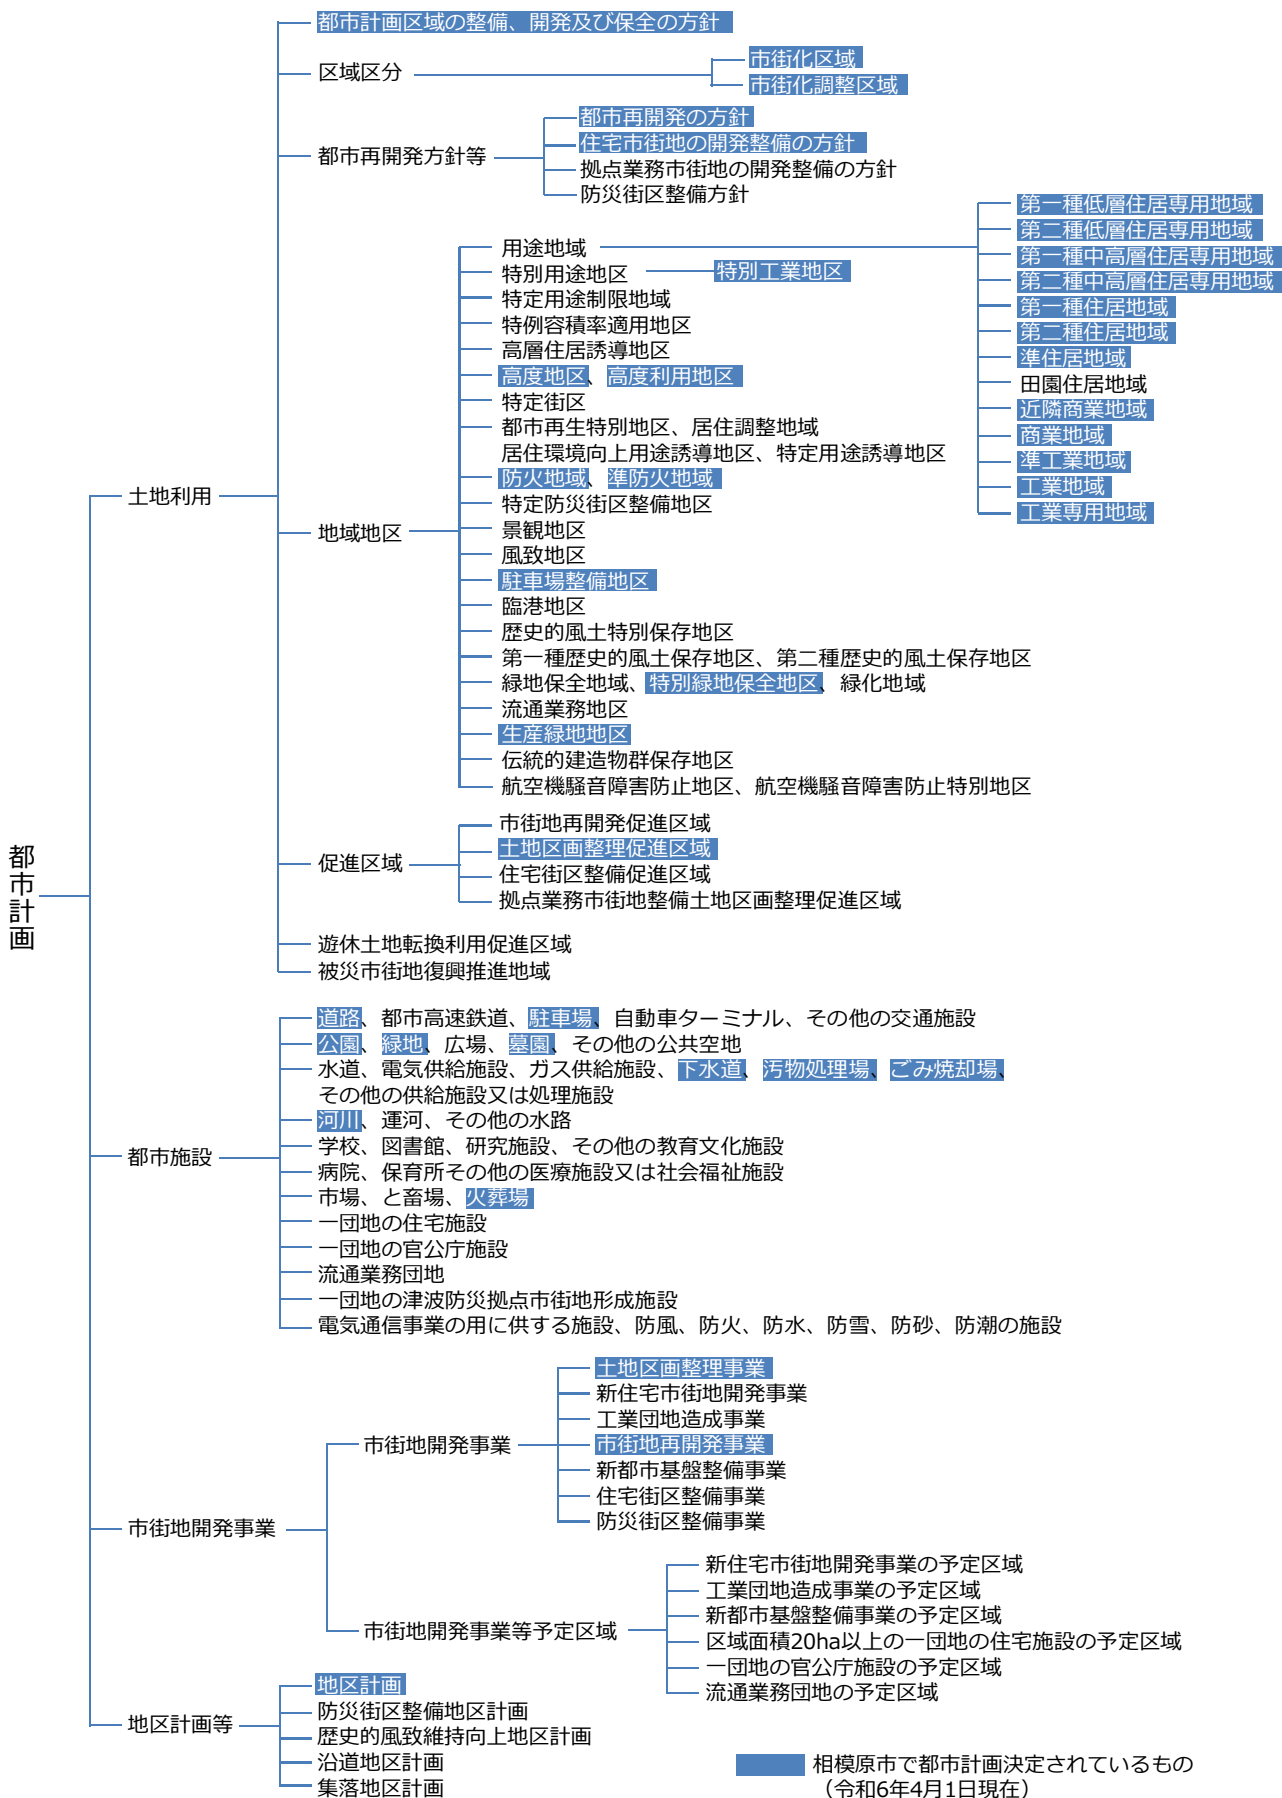 都市計画
土地利用
都市計画区域の整備、開発及び保全の方針
区域区分
市街化区域
市街化調整区域
都市再開発方針等
都市再開発の方針
住宅市街地の開発整備の方針
拠点業務市街地の開発整備の方針
防災街区整備方針
地域地区
用途地域
第一種低層住居専用地域
第二種低層住居専用地域
第一種中高層住居専用地域
第二種中高層住居専用地域
第一種住居地域
第二種住居地域
準住居地域
田園住居地域
近隣商業地域
商業地域
準工業地域
工業地域
工業専用地域
特別用途地区
特別工業地区
特定用途制限地域
特例容積率適用地区
高層住居誘導地区
高度地区、高度利用地区
特定街区
都市再生特別地区、居住調整地域
居住環境向上用途誘導地区、特定用途誘導地区
防火地域、準防火地域
特定防災街区整備地区
景観地区
風致地区
駐車場整備地区
臨港地区
歴史的風土特別保存地区
第一種歴史的風土保存地区、第二種歴史的風土保存地区
緑地保全地域、特別緑地保全地区、緑化地域
流通業務地区
生産緑地地区
伝統的建造物群保存地区
航空機騒音障害防止地区、航空機騒音障害防止特別地区
促進区域
市街地再開発促進区域
土地区画整理促進区域
住宅街区整備促進区域
拠点業務市街地整備土地区画整理促進区域
遊休土地転換利用促進区域
被災市街地復興推進地域
都市施設
道路、都市高速鉄道、駐車場、自動車ターミナル、その他の交通施設
公園、緑地、広場、墓園、その他の公共空地
水道、電気供給施設、ガス供給施設、下水道、汚物処理場、ごみ焼却場、
その他の供給施設又は処理施設
河川、運河、その他の水路
学校、図書館、研究施設、その他の教育文化施設
病院、保育所その他の医療施設又は社会福祉施設
市場、と畜場、火葬場
一団地の住宅施設
一団地の官公庁施設
流通業務団地
一団地の津波防災拠点市街地形成施設
電気通信事業の用に供する施設、防風、防火、防水、防雪、防砂、防潮の施設
市街地開発事業
市街地開発事業
土地区画整理事業
新住宅市街地開発事業
工業団地造成事業
市街地再開発事業
新都市基盤整備事業
住宅街区整備事業
防災街区整備事業
市街地開発事業等予定区域
新住宅市街地開発事業の予定区域
工業団地造成事業の予定区域
新都市基盤整備事業の予定区域
区域面積20ha以上の一団地の住宅施設の予定区域
一団地の官公庁施設の予定区域
流通業務団地の予定区域
地区計画等
地区計画
防災街区整備地区計画
歴史的風致維持向上地区計画
沿道地区計画
集落地区計画
相模原市で都市計画決定されているもの
（令和6年4月1日現在）